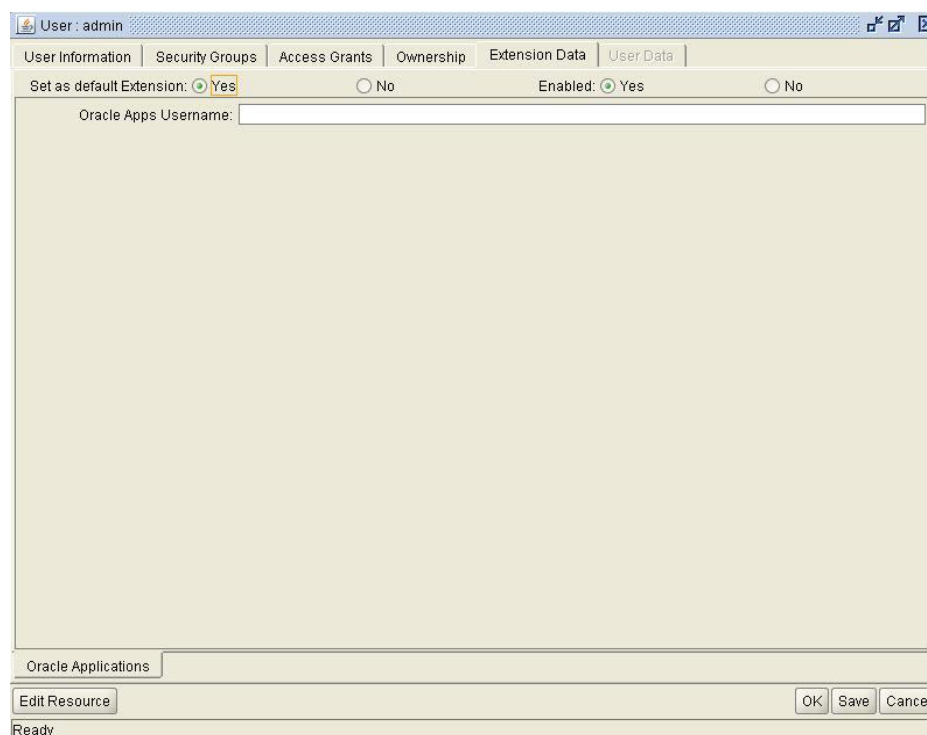 User : admin
User Information Security Groups Access Grants Ownership Extension Data User Data
Set as default Extension: Yes No Enabled: Yes No
Oracle Apps Username:
Oracle Applications
Edit Resource OK Save Cance
Ready